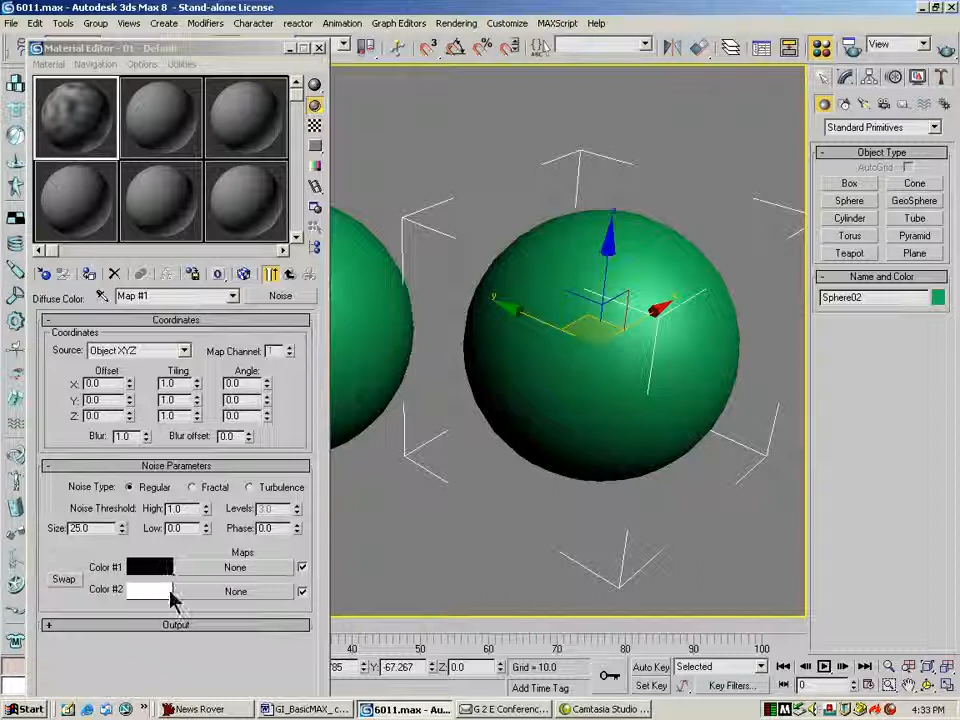 6011.max - Autodesk 3ds Max 8 - Stand-alone License
File Edit Tools Group Views Create Modifiers Character reactor Animation Graph Editors Rendering Customize MAXScript Help
Material Editor - 01 - Default
View
Material Navigation Options Utilities
Standard Primitives
- Object Type
AutoGrid
Box Cone
Sphere GeoSphere
Cylinder Tube
Torus Pyramid
Teapot Plane
- Name and Color
Sphere02
Diffuse Color: Map #1 Noise
- Coordinates
Coordinates
Source: Object XYZ Map Channel: 1
Offset Tiling Angle:
X: 0.0 1.0 0.0
Y: 0.0 1.0 0.0
Z: 0.0 1.0 0.0
Blur: 1.0 Blur offset: 0.0
- Noise Parameters
Noise Type: Regular Fractal Turbulence
Noise Threshold: High: 1.0 Levels: 3.0
Size: 25.0 Low: 0.0 Phase: 0.0
Maps
Color #1 None
Swap
Color #2 None
+ Output
z
x
y
40 50 60 70 80 90 100
785 Y: -67.267 Z: 0.0 Grid = 10.0 Auto Key Selected
Add Time Tag Set Key Key Filters... 0
Start News Rover GI_BasicMAX_c... 6011.max - Au... G 2 E Conferenc... Camtasia Studio ... 4:33 PM